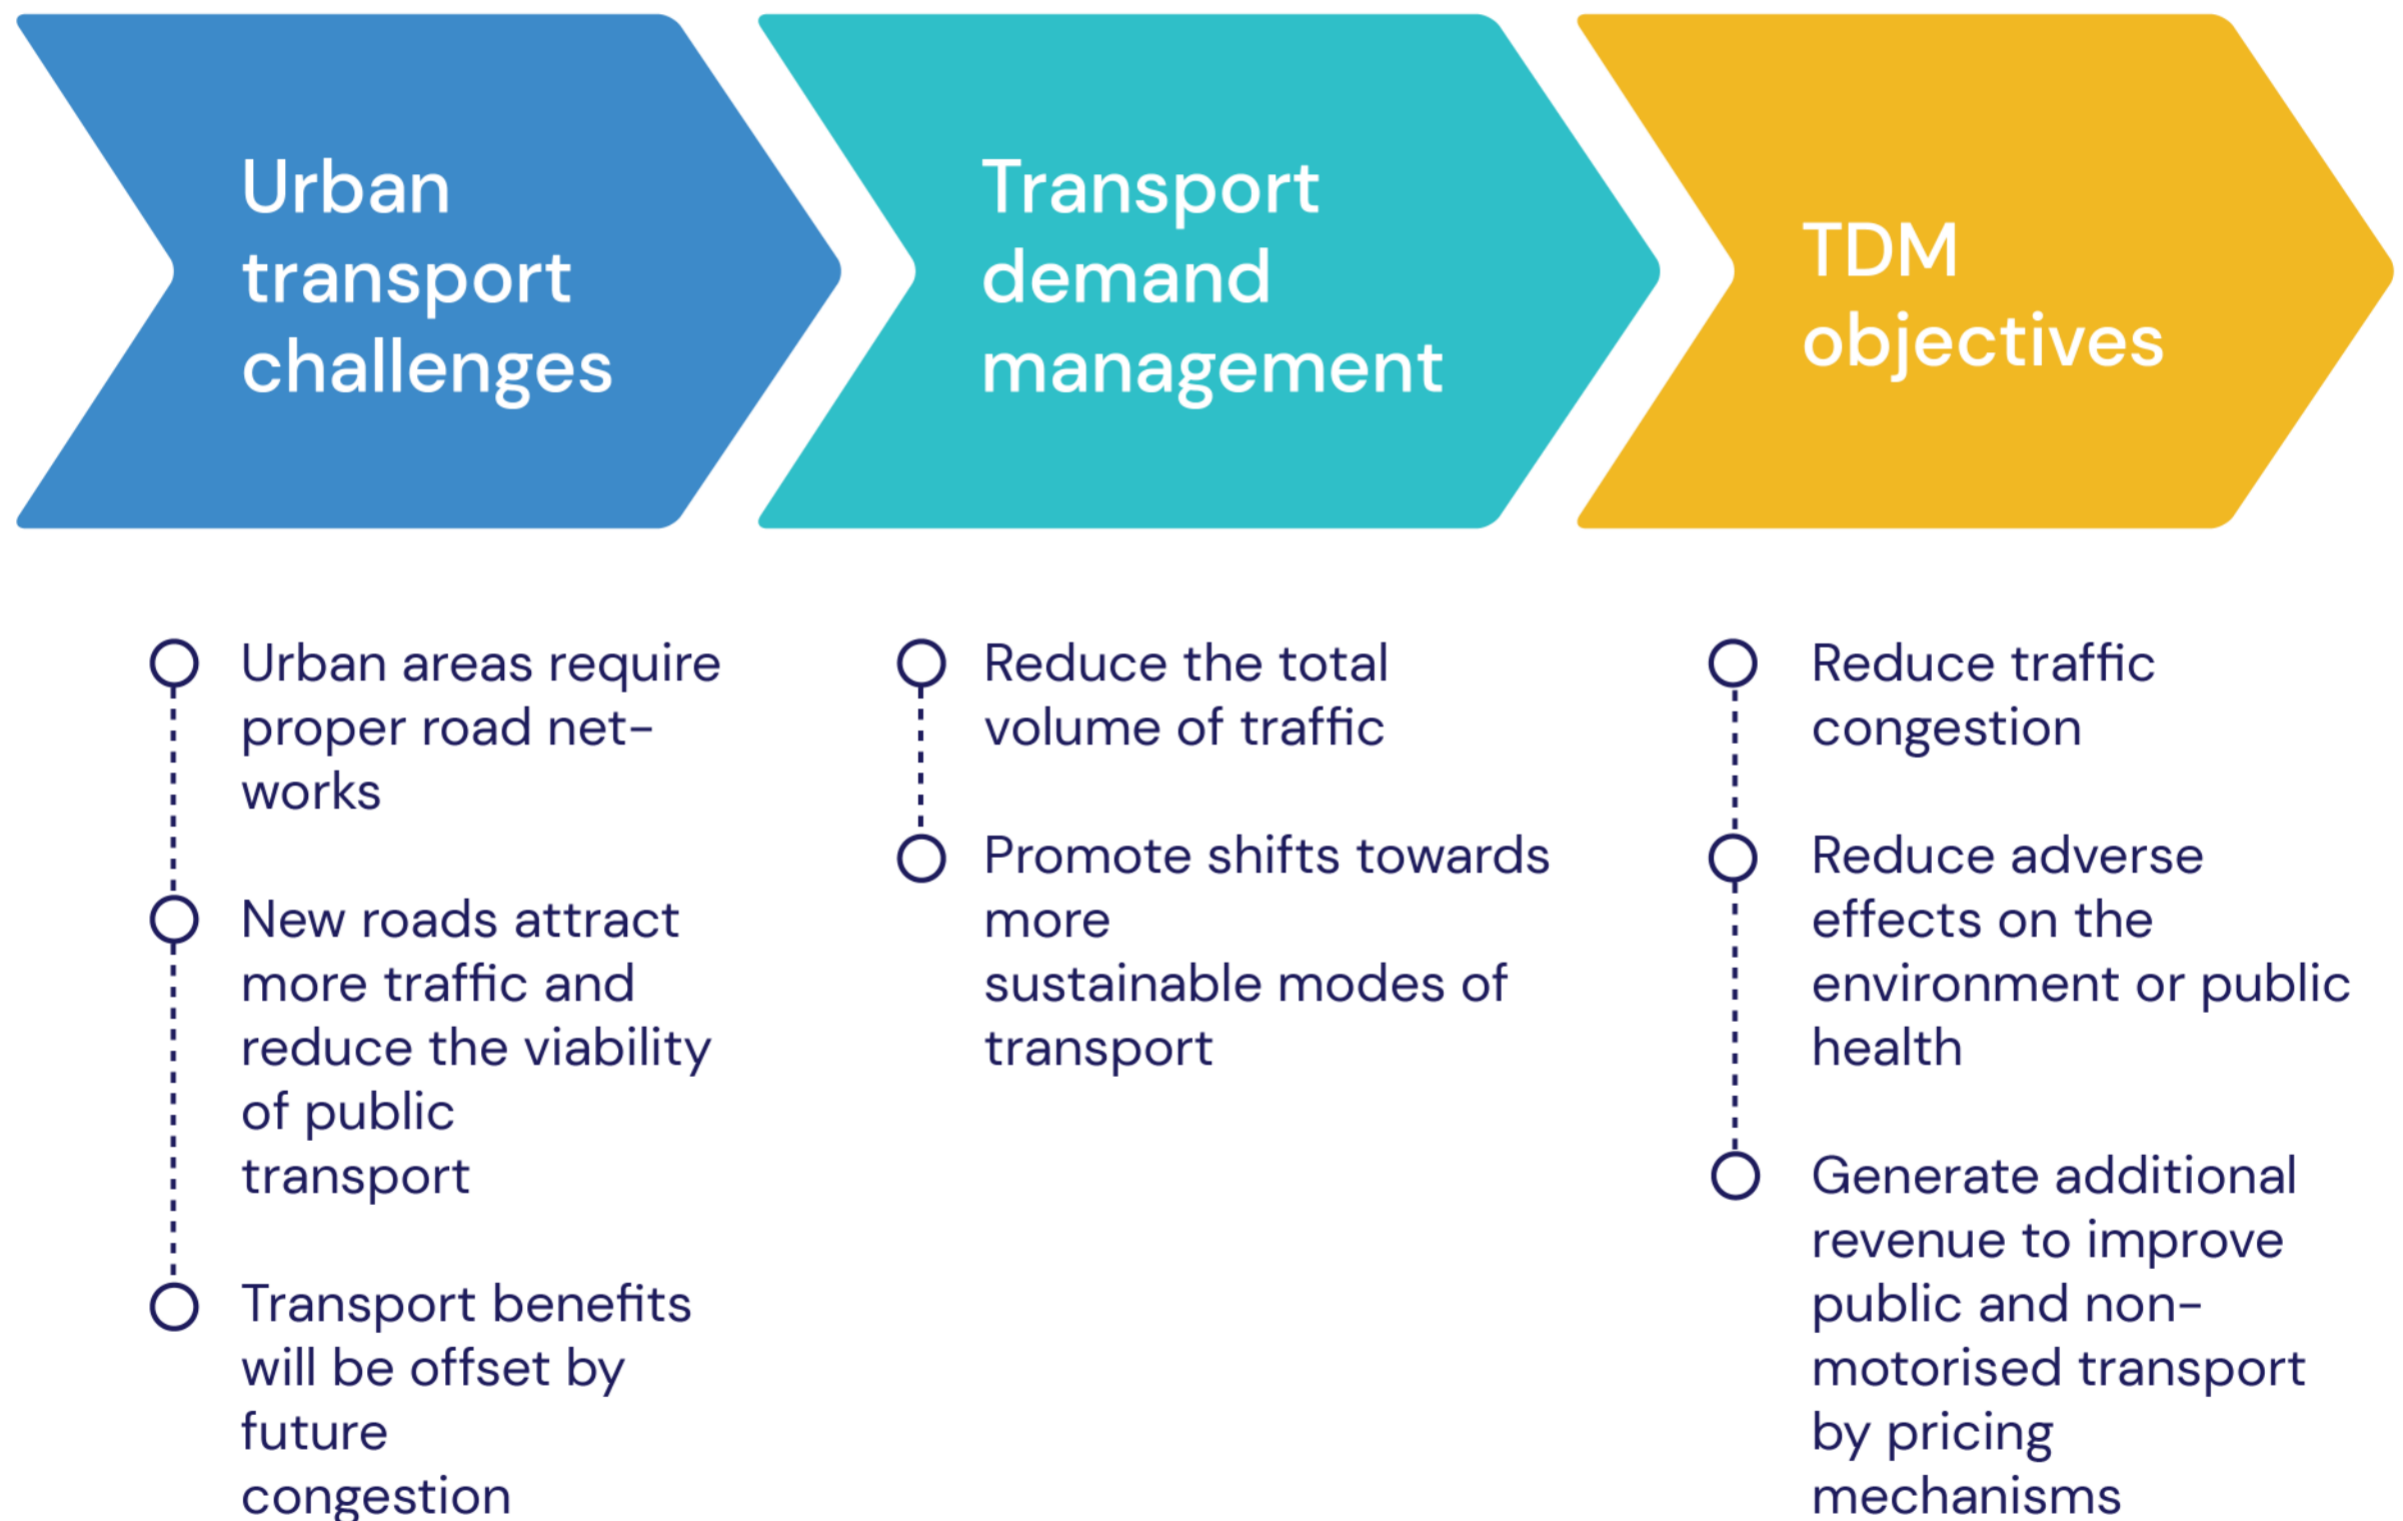 Urban
transport
challenges
Transport
demand
management
TDM
objectives
Urban areas require
proper road net-
works
New roads attract
more traffic and
reduce the viability
of public
transport
Transport benefits
will be offset by
future
congestion
Reduce the total
volume of traffic
Promote shifts towards
more
sustainable modes of
transport
Reduce traffic
congestion
Reduce adverse
effects on the
environment or public
health
Generate additional
revenue to improve
public and non-
motorised transport
by pricing
mechanisms